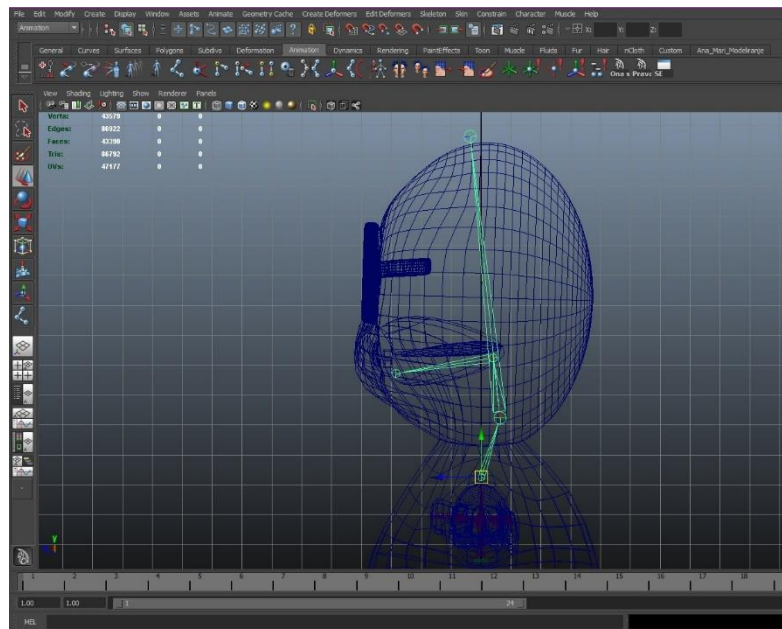 File Edit Modify Create Display Window Assets Animate Geometry Cache Create Deformers Edit Deformers Skeleton Skin Constrain Character Muscle Help
Animation X: Y: Z:
General Curves Surfaces Polygons Subdivs Deformation Animation Dynamics Rendering PaintEffects Toon Muscle Fluids Fur Hair nCloth Custom Ana_Mari_Modeliranje
Ona s Pravc SE
View Shading Lighting Show Renderer Panels
Verts: 43579 0 0
Edges: 86922 0 0
Faces: 43390 0 0
Tris: 86792 0 0
UVs: 47177 0 0
y
1 2 3 4 5 6 7 8 9 10 11 12 13 14 15 16 17 18
1.00 1.00 1 24
MEL